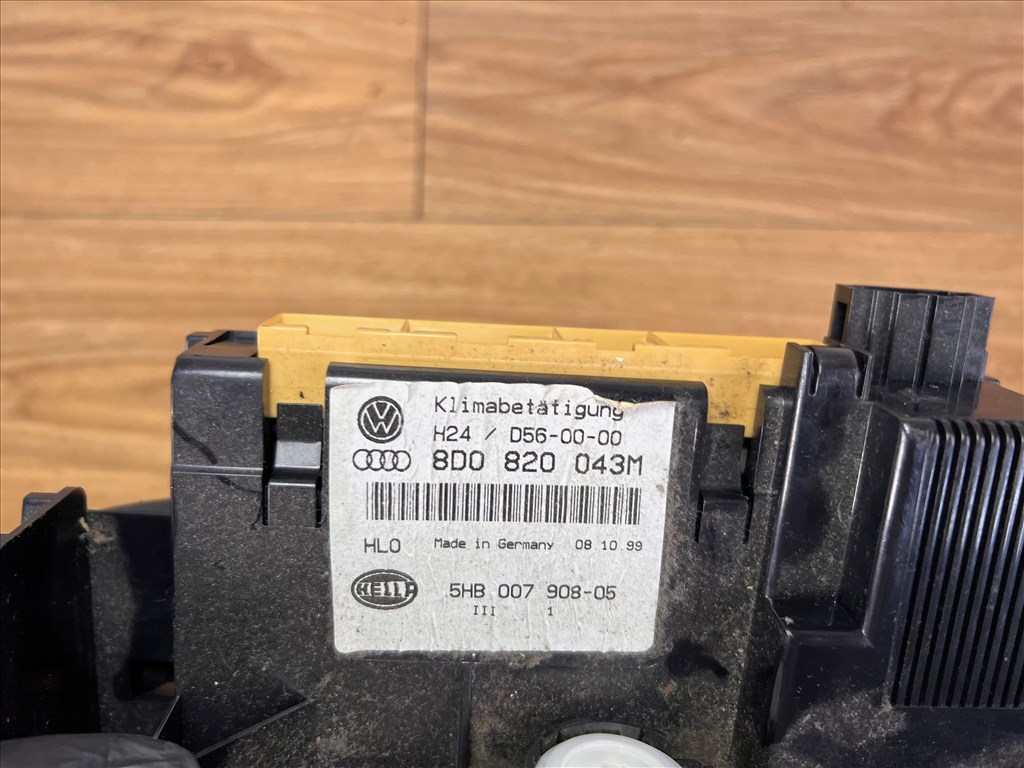 Klimabetätigung
H24 / D56-00-00
8D0 820 043M
HL0 Made in Germany 08.10.99
HELLA 5HB 007 908-05
III 1